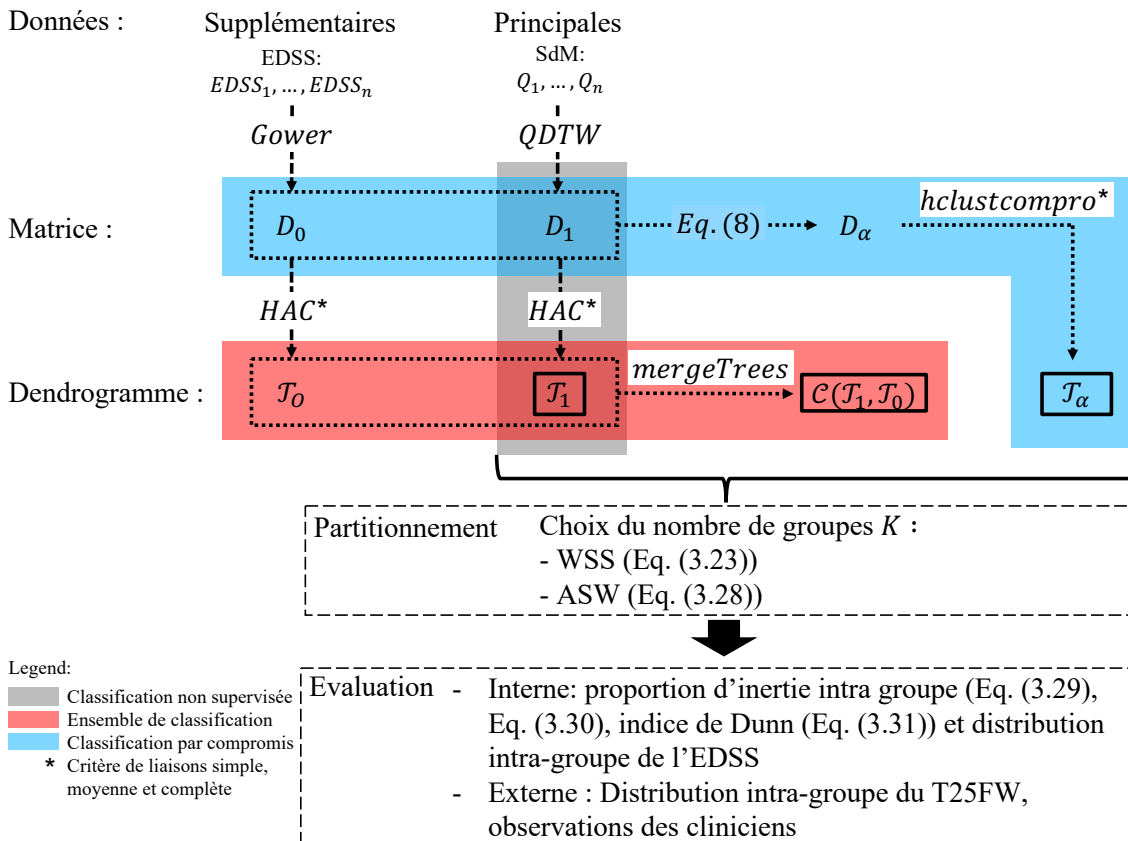 Données : Supplémentaires Principales
EDSS: SdM:
EDSS₁, …, EDSSₙ Q₁, …, Qₙ
Gower QDTW
hclustcompro*
Matrice : D₀ D₁ Eq. (8) Dα
HAC* HAC*
mergeTrees
Dendrogramme : 𝒯_O 𝒯₁ 𝒞(𝒯₁, 𝒯₀) 𝒯α
Partitionnement Choix du nombre de groupes K :
- WSS (Eq. (3.23))
- ASW (Eq. (3.28))
Legend:
Classification non supervisée
Ensemble de classification
Classification par compromis
* Critère de liaisons simple,
moyenne et complète
Evaluation - Interne: proportion d’inertie intra groupe (Eq. (3.29),
Eq. (3.30), indice de Dunn (Eq. (3.31)) et distribution
intra-groupe de l’EDSS
- Externe : Distribution intra-groupe du T25FW,
observations des cliniciens